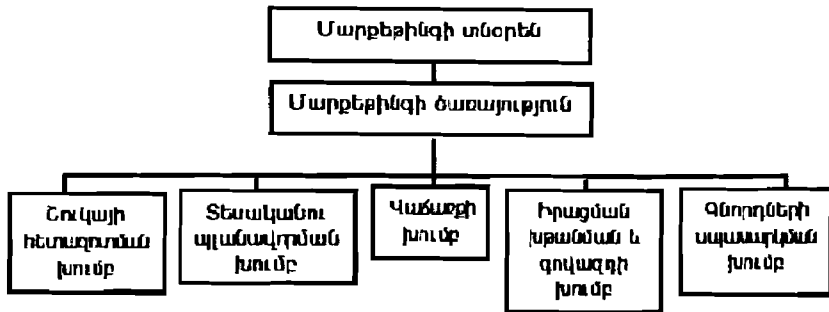 Մարքեթինգի տնօրեն
Մարքեթինգի ծառայություն
Շուկայի
հետազոտման
խումբ
Տեսականու
պլանավորման
խումբ
Վաճառքի
խումբ
Իրացման
խթանման և
գովազդի
խումբ
Գնորդների
սպասարկման
խումբ